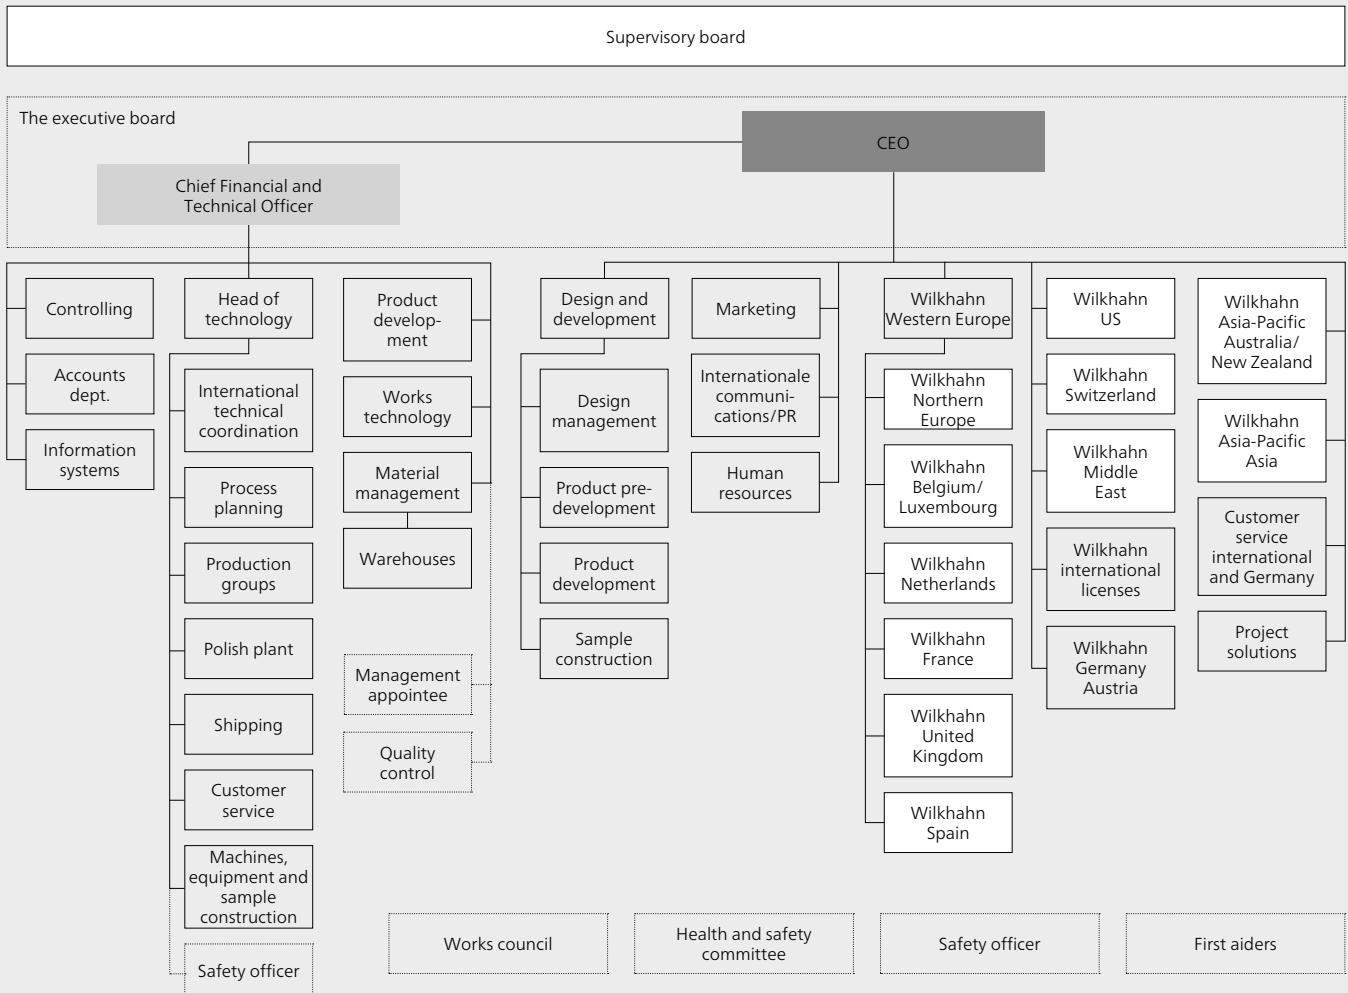 Supervisory board
The executive board
CEO
Chief Financial and
Technical Officer
Controlling
Accounts
dept.
Information
systems
Head of
technology
International
technical
coordination
Process
planning
Production
groups
Polish plant
Shipping
Customer
service
Machines,
equipment and
sample
construction
Safety officer
Product
develop-
ment
Works
technology
Material
management
Warehouses
Management
appointee
Quality
control
Design and
development
Design
management
Product pre-
development
Product
development
Sample
construction
Marketing
Internationale
communi-
cations/PR
Human
resources
Wilkhahn
Western Europe
Wilkhahn
Northern
Europe
Wilkhahn
Belgium/
Luxembourg
Wilkhahn
Netherlands
Wilkhahn
France
Wilkhahn
United
Kingdom
Wilkhahn
Spain
Wilkhahn
US
Wilkhahn
Switzerland
Wilkhahn
Middle
East
Wilkhahn
international
licenses
Wilkhahn
Germany
Austria
Wilkhahn
Asia-Pacific
Australia/
New Zealand
Wilkhahn
Asia-Pacific
Asia
Customer
service
international
and Germany
Project
solutions
Works council
Health and safety
committee
Safety officer
First aiders